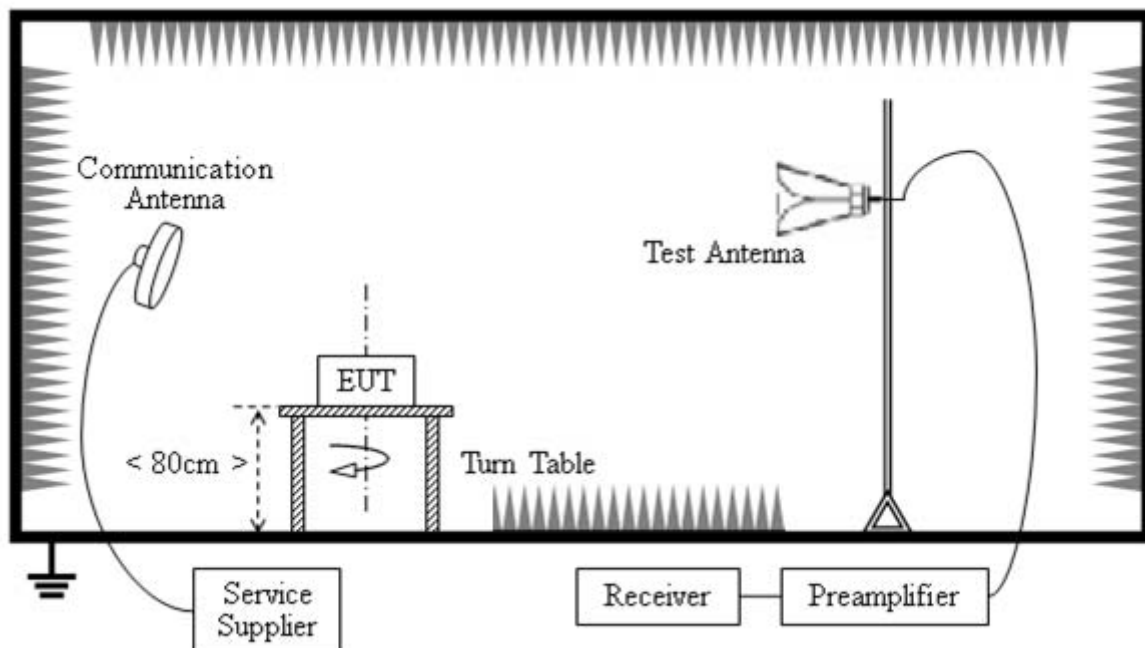 Communication
Antenna
Test Antenna
EUT
< 80cm >
Turn Table
Service
Supplier
Receiver
Preamplifier